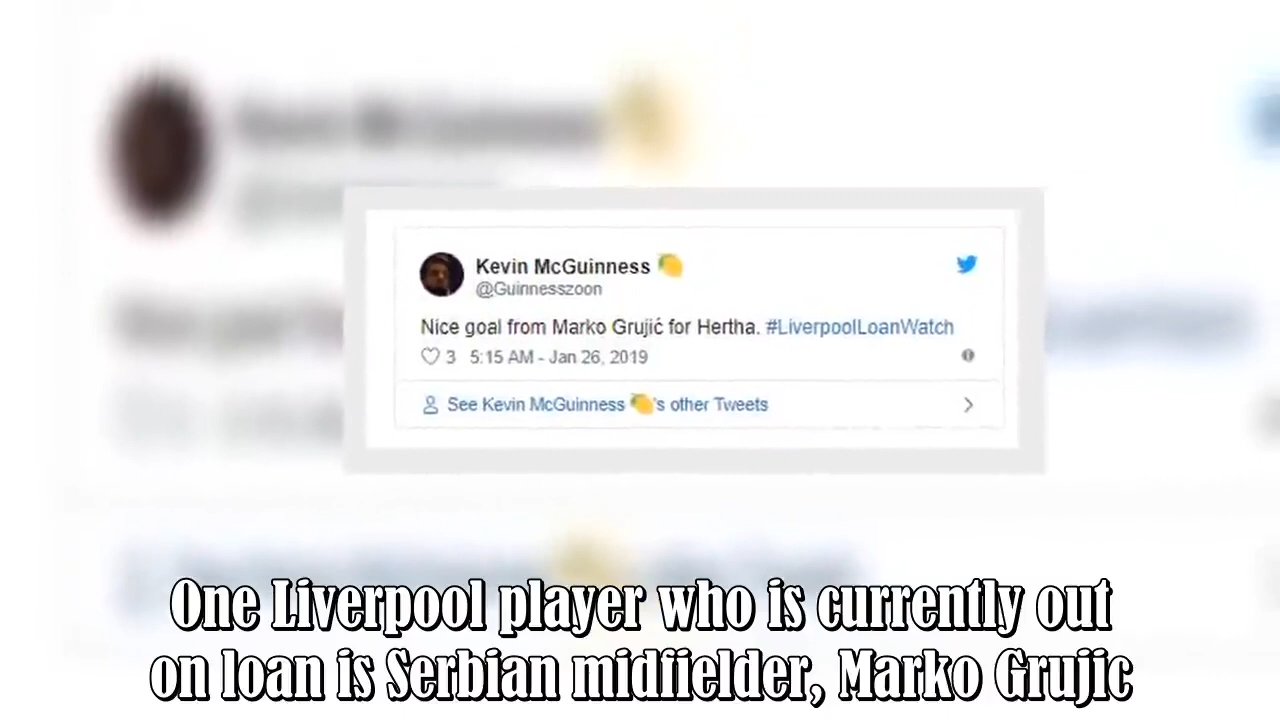 Kevin McGuinness 🍋
@Guinnesszoon
Nice goal from Marko Grujić for Hertha. #LiverpoolLoanWatch
3 5:15 AM - Jan 26, 2019
See Kevin McGuinness 🍋's other Tweets
One Liverpool player who is currently out
on loan is Serbian midfielder, Marko Grujic